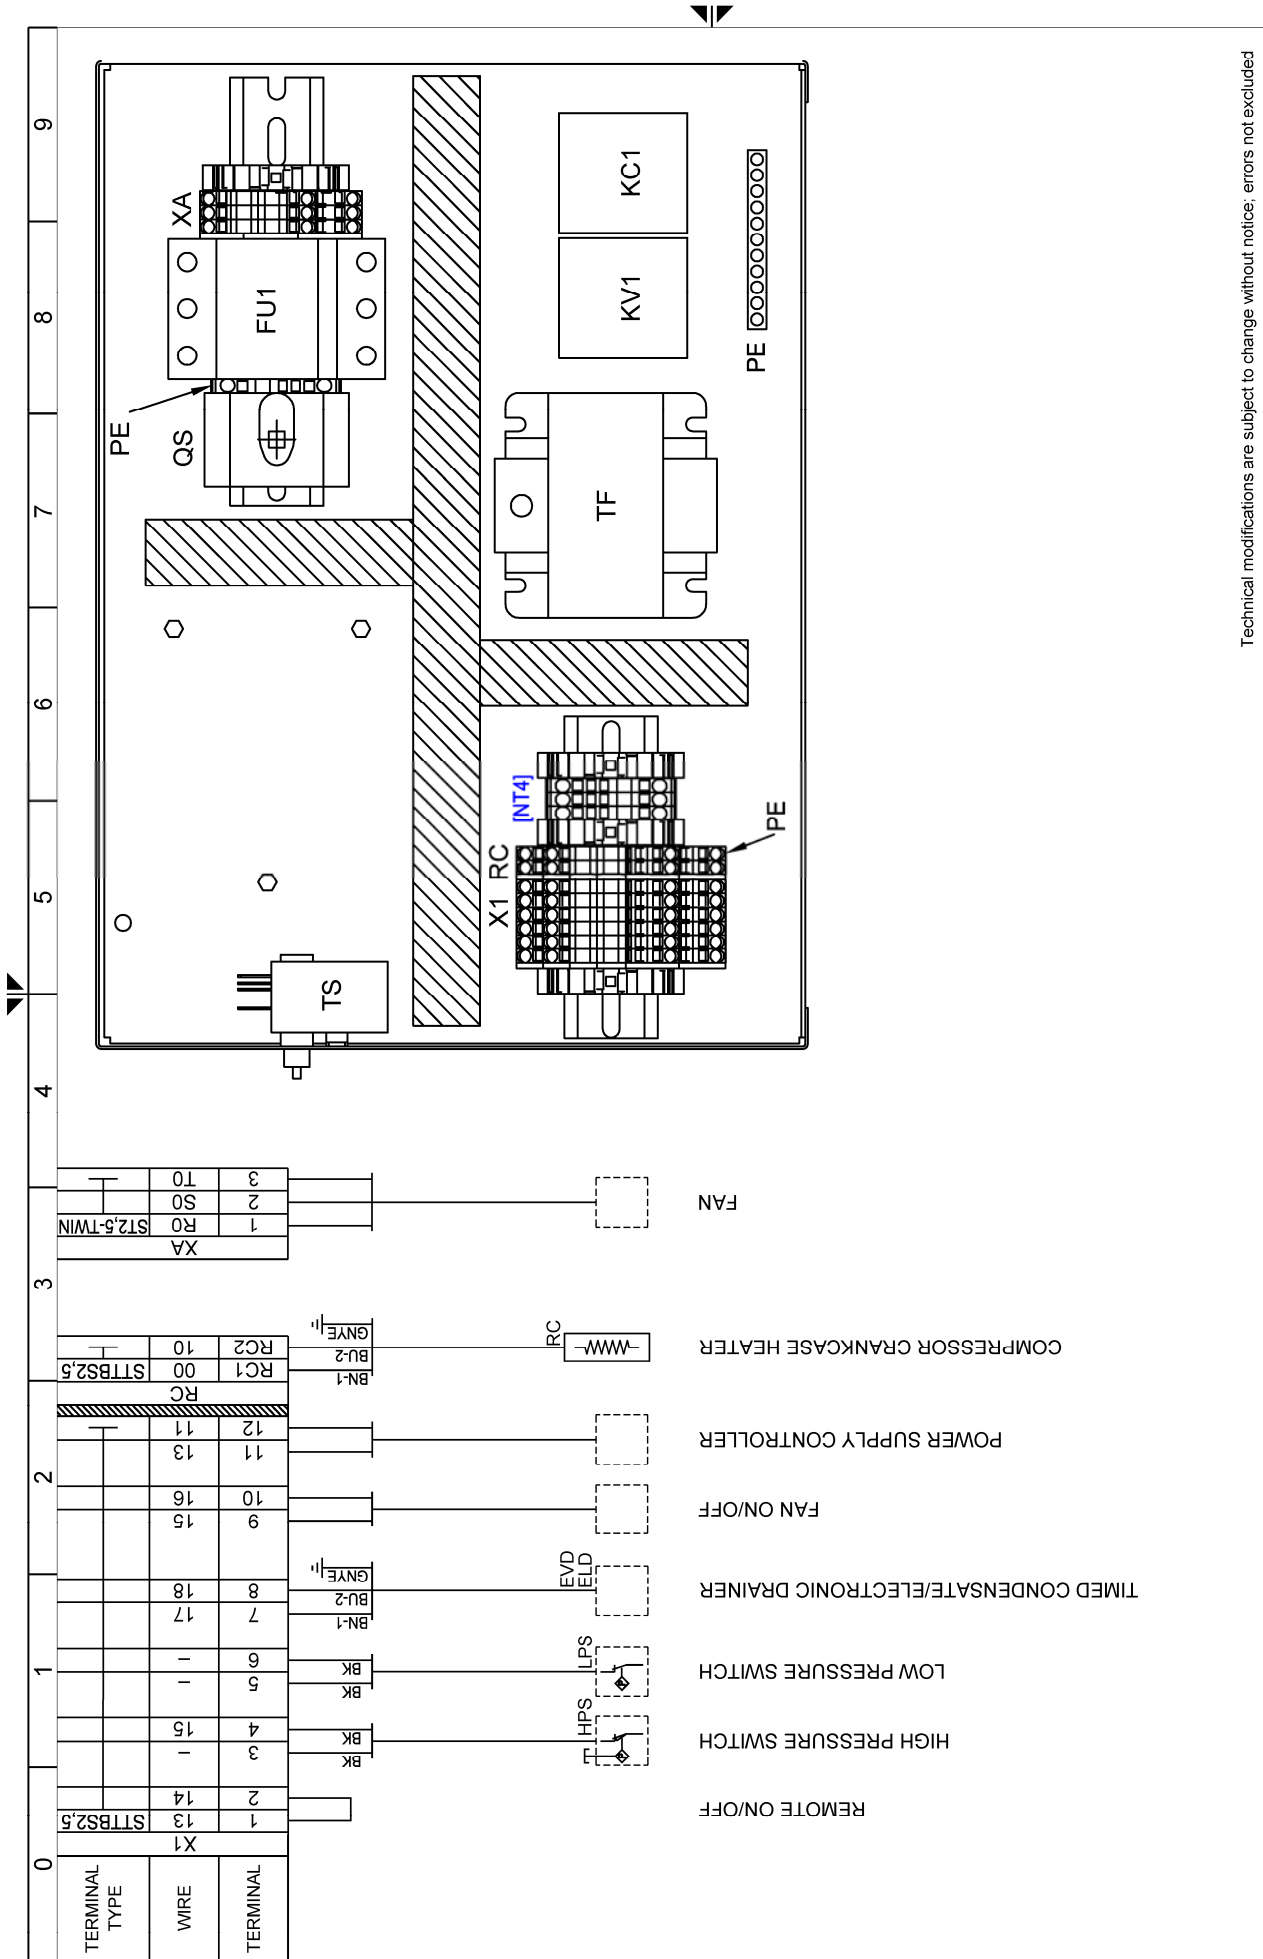 9
8
7
6
5
4
3
2
1
0
XA
FU1
PE
QS
KC1
KV1
PE
TF
[NT4]
RC
X1
PE
TS
Technical modifications are subject to change without notice; errors not excluded
TERMINAL TYPE
WIRE
TERMINAL
X1
STTBS2,5 13 1
14 2
REMOTE ON/OFF
– 3 BK
15 4 BK
HPS
HIGH PRESSURE SWITCH
– 5 BK
– 6 BK
LPS
LOW PRESSURE SWITCH
17 7 BN-1
18 8 BU-2
GNYE
EVD
ELD
TIMED CONDENSATE/ELECTRONIC DRAINER
15 9
16 10
FAN ON/OFF
13 11
11 12
POWER SUPPLY CONTROLLER
RC
STTBS2,5 00 RC1 BN-1
10 RC2 BU-2
GNYE
RC
COMPRESSOR CRANKCASE HEATER
XA
ST2,5-TWIN R0 1
S0 2
T0 3
FAN